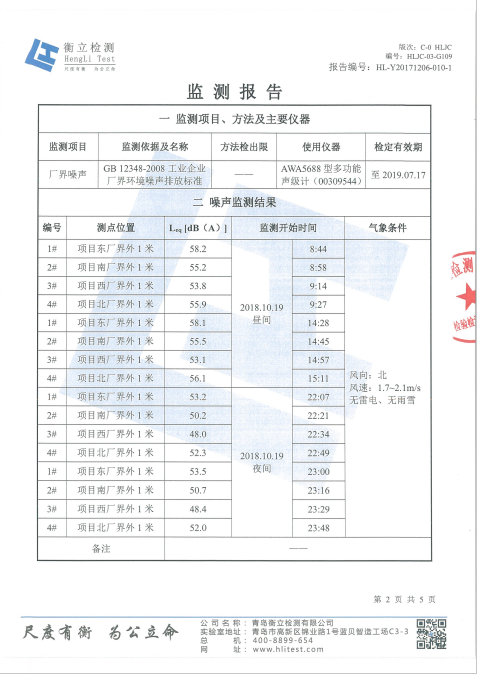 衡立检测
HengLi Test
尺度有衡 为公立命
版次：C-0 HLJC
编号：HLJC-03-G109
报告编号：HL-Y20171206-010-1
监测报告
一 监测项目、方法及主要仪器
监测项目 监测依据及名称 方法检出限 使用仪器 检定有效期
厂界噪声 GB 12348-2008 工业企业厂界环境噪声排放标准 —— AWA5688 型多功能声级计（00309544） 至 2019.07.17
二 噪声监测结果
编号 测点位置 Leq [dB（A）] 监测开始时间 气象条件
1# 项目东厂界外 1 米 58.2 8:44
2# 项目南厂界外 1 米 55.2 8:58
3# 项目西厂界外 1 米 53.8 9:14
4# 项目北厂界外 1 米 55.9 9:27
2018.10.19
昼间
1# 项目东厂界外 1 米 58.1 14:28
2# 项目南厂界外 1 米 55.5 14:45
3# 项目西厂界外 1 米 53.1 14:57
4# 项目北厂界外 1 米 56.1 15:11
风向：北
风速：1.7~2.1m/s
无雷电、无雨雪
1# 项目东厂界外 1 米 53.2 22:07
2# 项目南厂界外 1 米 50.2 22:21
3# 项目西厂界外 1 米 48.0 22:34
4# 项目北厂界外 1 米 52.3 22:49
2018.10.19
夜间
1# 项目东厂界外 1 米 53.5 23:00
2# 项目南厂界外 1 米 50.7 23:16
3# 项目西厂界外 1 米 48.4 23:29
4# 项目北厂界外 1 米 52.0 23:48
备注 ——
检测
检验检
第 2 页 共 5 页
尺度有衡 为公立命
公司名称：青岛衡立检测有限公司
实验室地址：青岛市高新区锦业路1号蓝贝智造工场C3-3
总机：400-8899-654
网址：www.hlitest.com